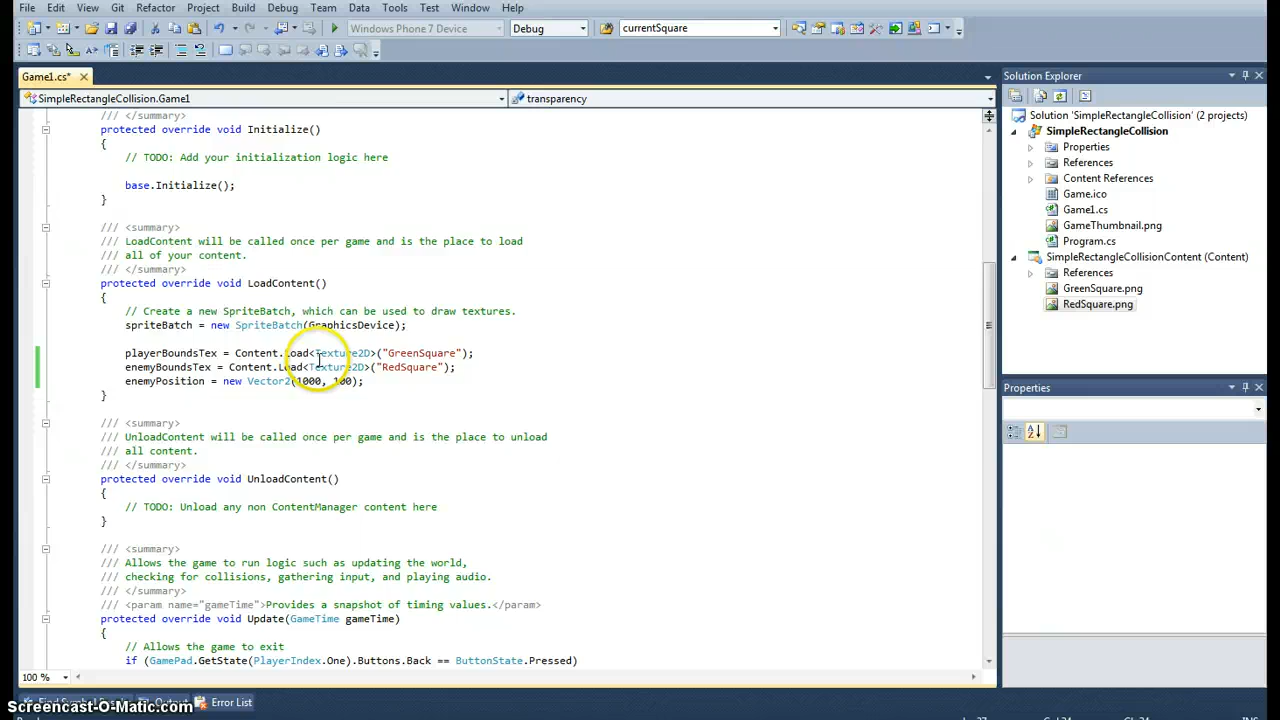 File Edit View Git Refactor Project Build Debug Team Data Tools Test Window Help
Windows Phone 7 Device Debug currentSquare
Game1.cs*
SimpleRectangleCollision.Game1 transparency
/// </summary>
protected override void Initialize()
{
// TODO: Add your initialization logic here
base.Initialize();
}
/// <summary>
/// LoadContent will be called once per game and is the place to load
/// all of your content.
/// </summary>
protected override void LoadContent()
{
// Create a new SpriteBatch, which can be used to draw textures.
spriteBatch = new SpriteBatch(GraphicsDevice);
playerBoundsTex = Content.Load<Texture2D>("GreenSquare");
enemyBoundsTex = Content.Load<Texture2D>("RedSquare");
enemyPosition = new Vector2(1000, 100);
}
/// <summary>
/// UnloadContent will be called once per game and is the place to unload
/// all content.
/// </summary>
protected override void UnloadContent()
{
// TODO: Unload any non ContentManager content here
}
/// <summary>
/// Allows the game to run logic such as updating the world,
/// checking for collisions, gathering input, and playing audio.
/// </summary>
/// <param name="gameTime">Provides a snapshot of timing values.</param>
protected override void Update(GameTime gameTime)
{
// Allows the game to exit
if (GamePad.GetState(PlayerIndex.One).Buttons.Back == ButtonState.Pressed)
100 %
Output Error List
Screencast-O-Matic.com
Solution Explorer
Solution 'SimpleRectangleCollision' (2 projects)
SimpleRectangleCollision
Properties
References
Content References
Game.ico
Game1.cs
GameThumbnail.png
Program.cs
SimpleRectangleCollisionContent (Content)
References
GreenSquare.png
RedSquare.png
Properties